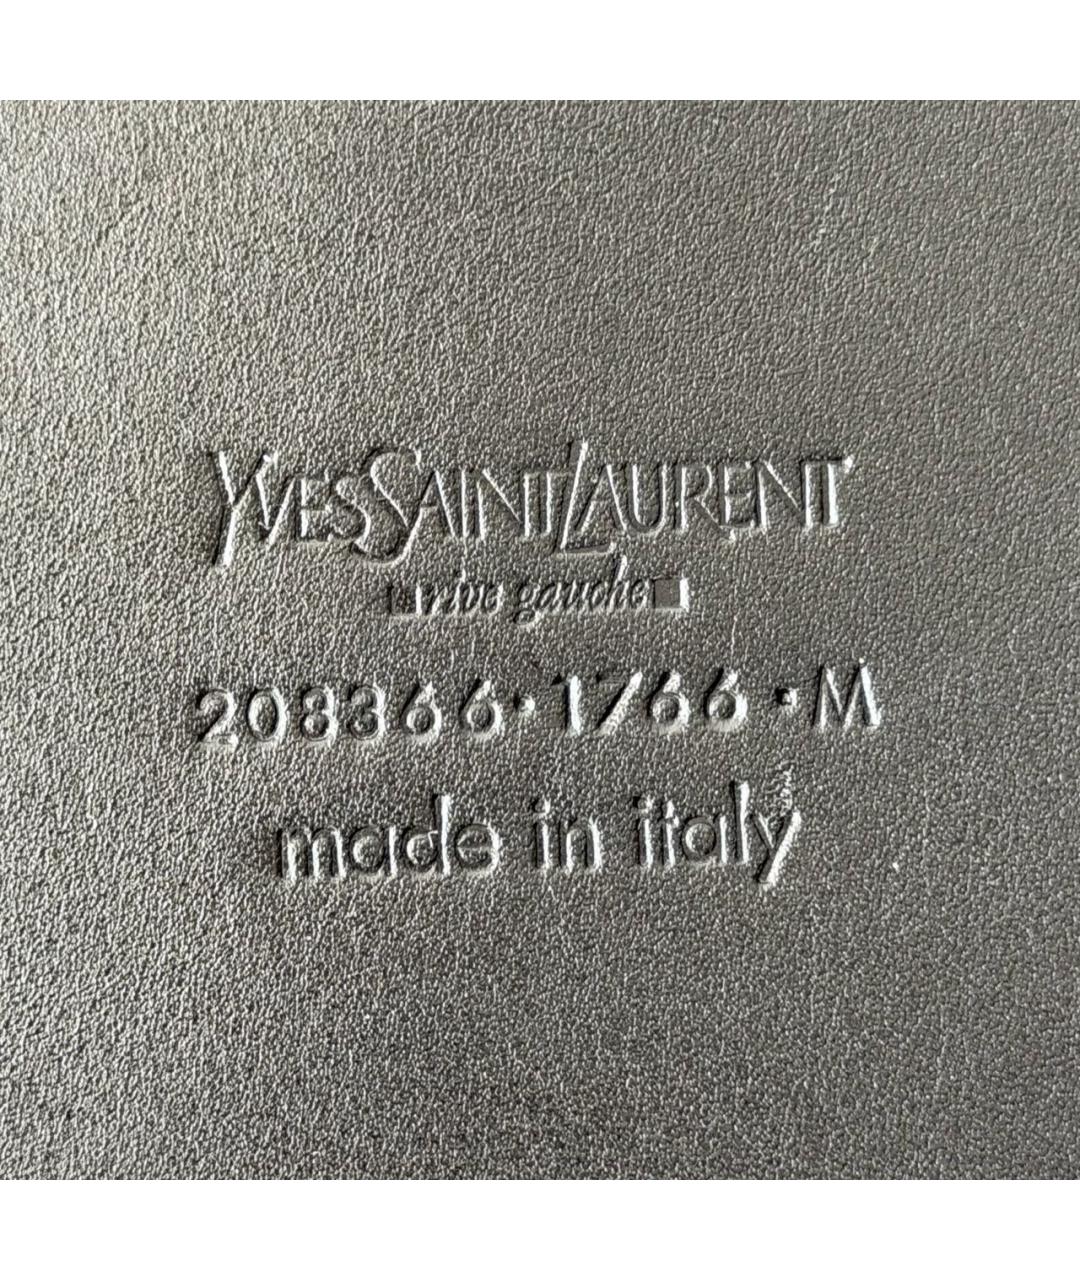 YVESSAINTLAURENT
rive gauche
208366·1766·M
made in italy